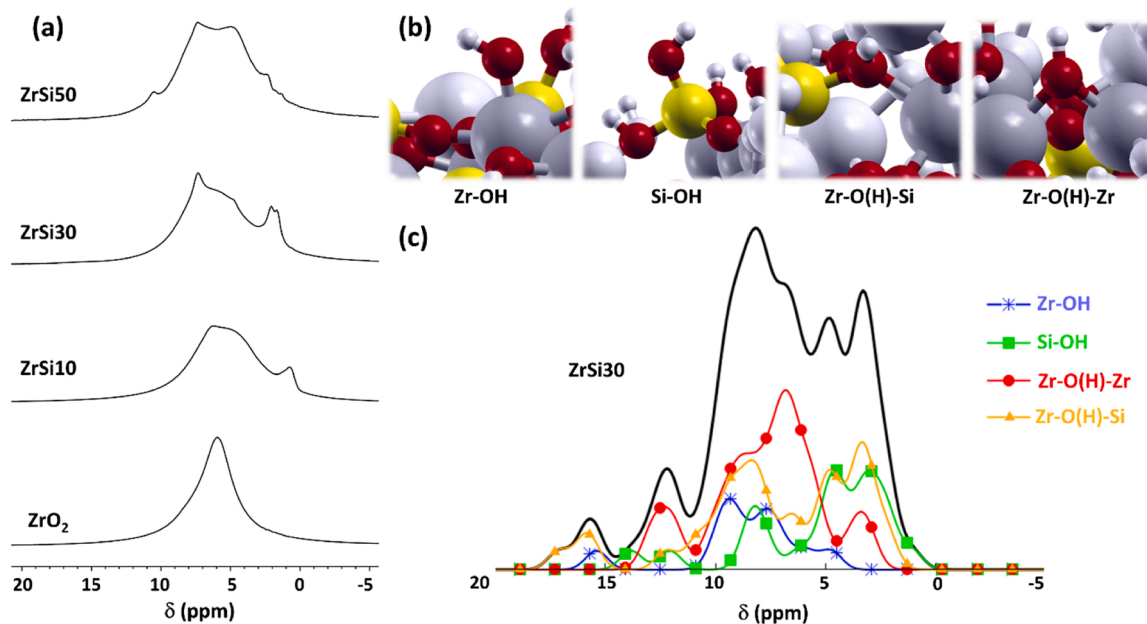 (a)
ZrSi50
ZrSi30
ZrSi10
ZrO₂
15 10 5 0 -5
δ (ppm)
(b)
Zr-OH Si-OH Zr-O(H)-Si Zr-O(H)-Zr
(c)
ZrSi30
Zr-OH
Si-OH
Zr-O(H)-Zr
Zr-O(H)-Si
20 15 10 5 0 -5
δ (ppm)